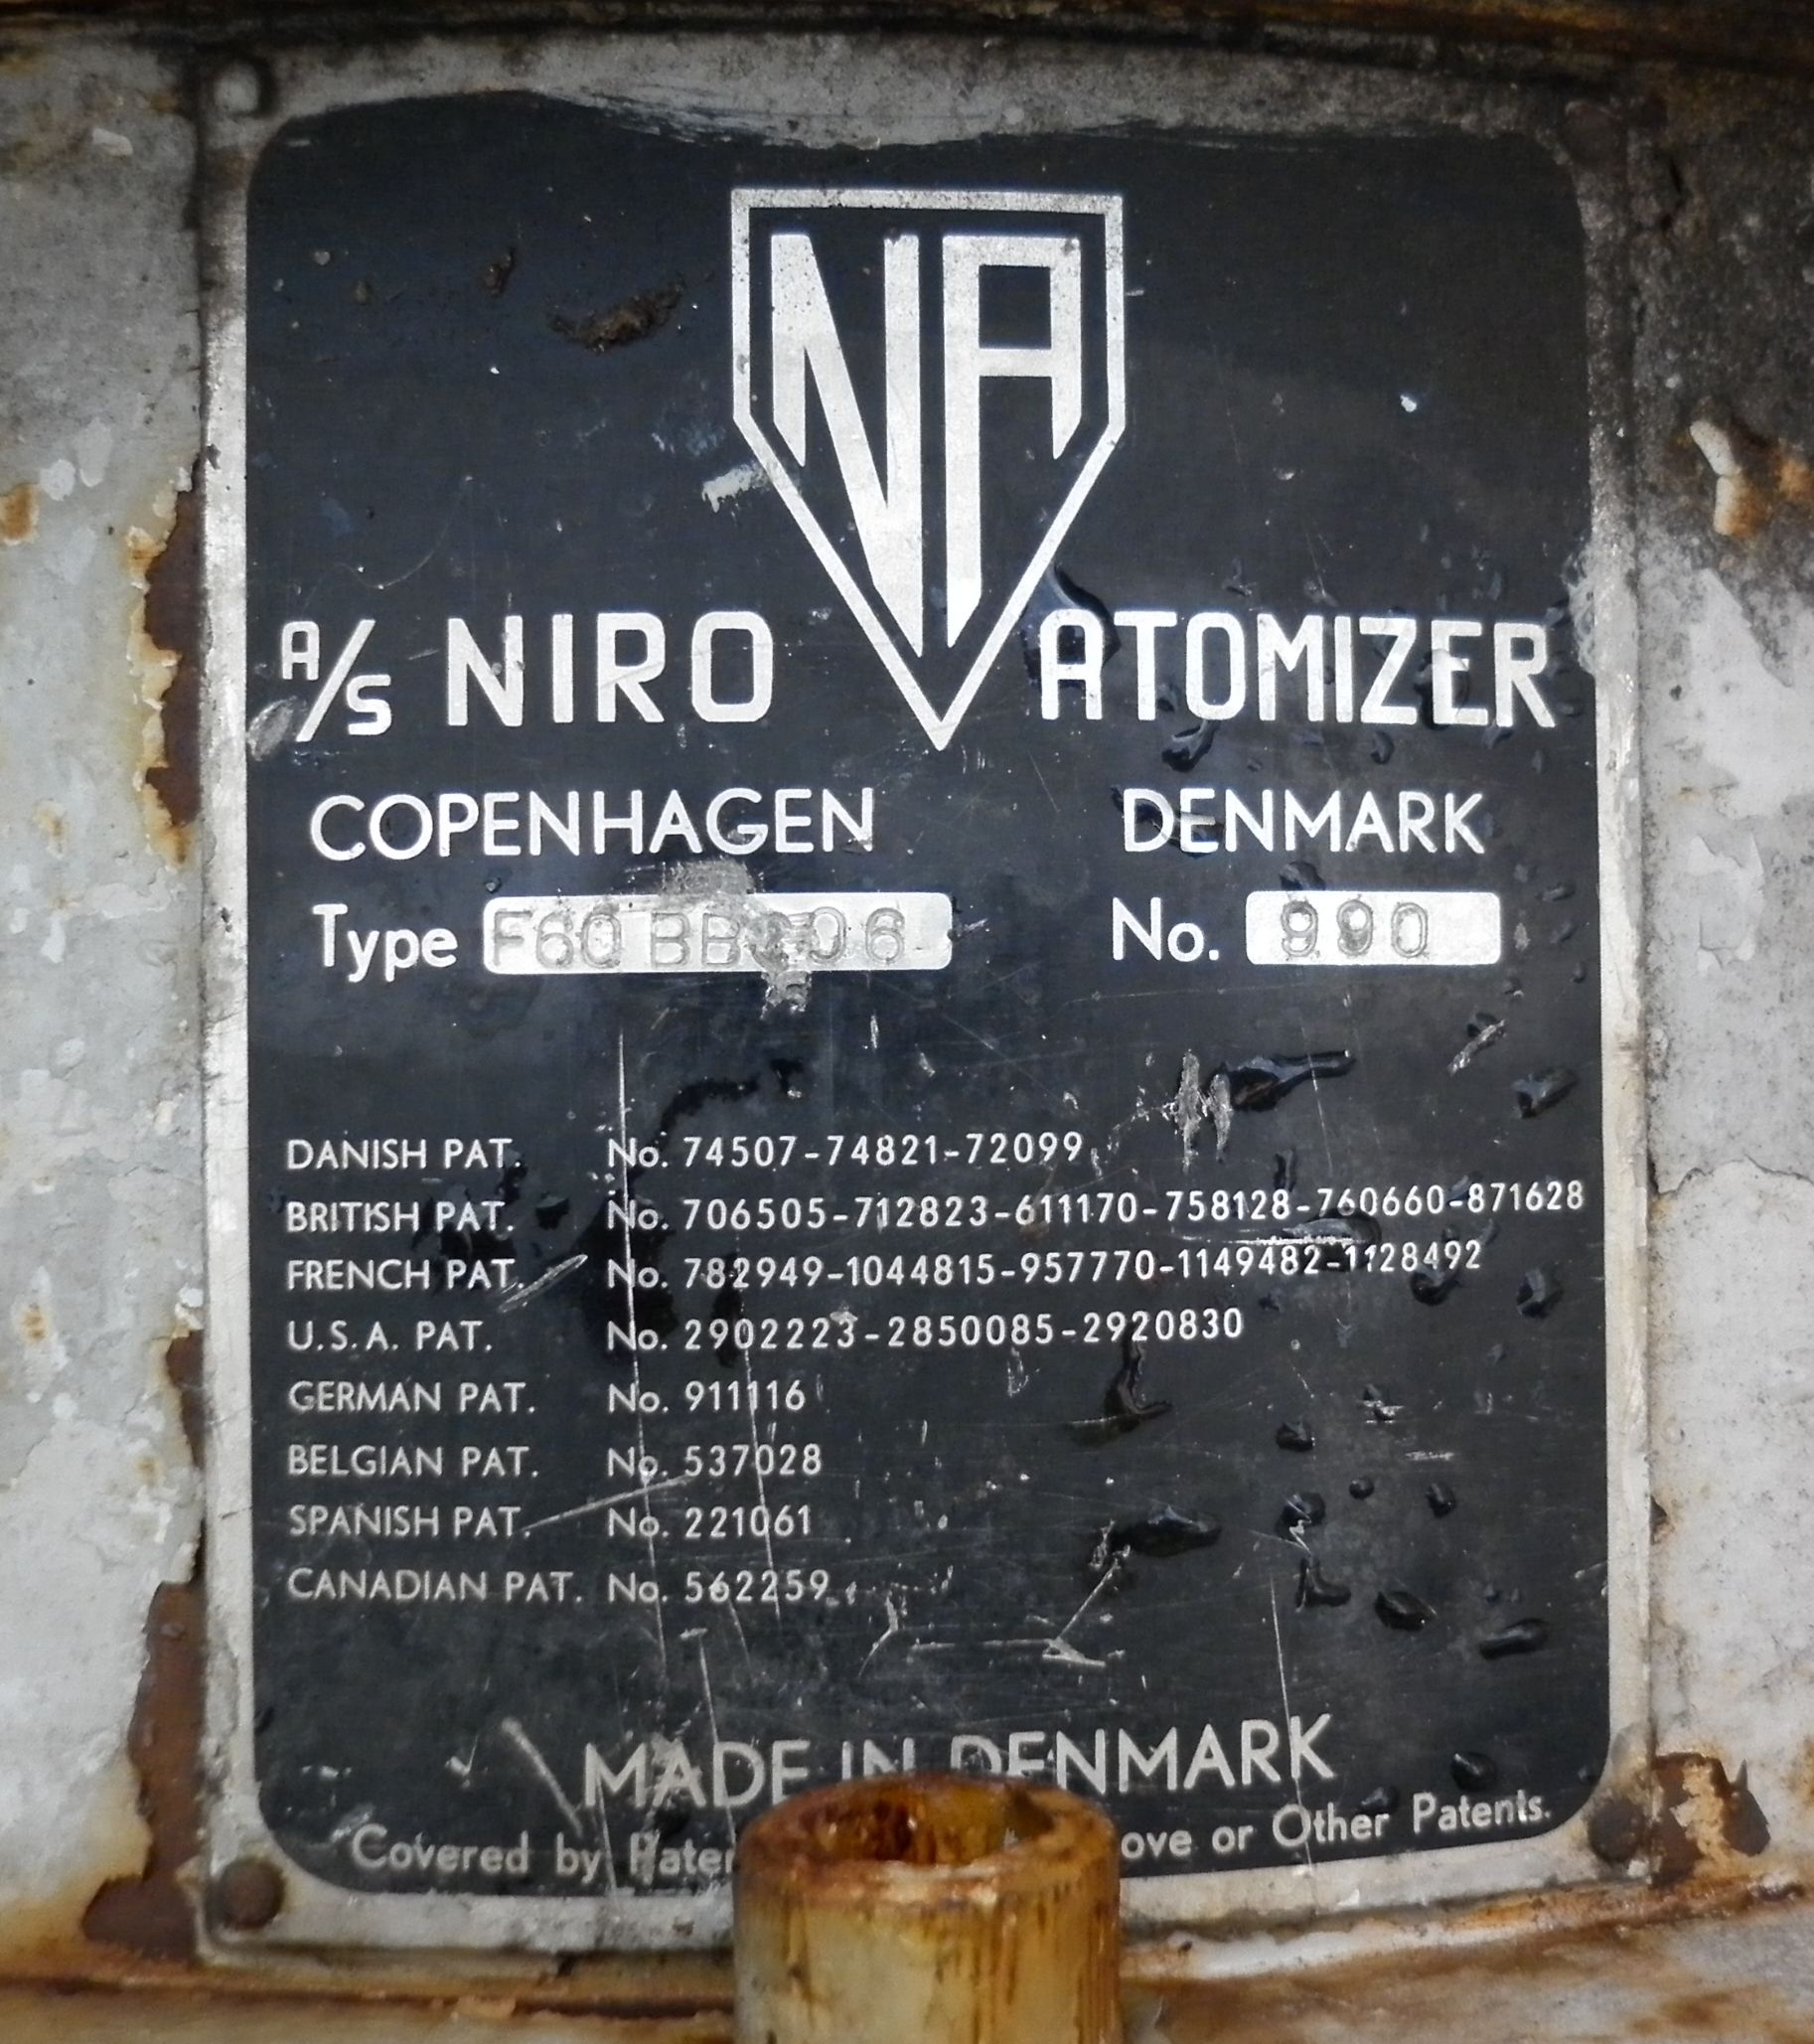 NA
A/S NIRO ATOMIZER
COPENHAGEN DENMARK
Type F60 No. 990
DANISH PAT. No. 74507-74821-72099
BRITISH PAT. No. 706505-712823-611170-758128-760660-871628
FRENCH PAT. No. 782949-1044815-957770-1149482-1128492
U.S.A. PAT. No. 2902223-2850085-2920830
GERMAN PAT. No. 911116
BELGIAN PAT. No. 537028
SPANISH PAT. No. 221061
CANADIAN PAT. No. 562259
MADE IN DENMARK
Covered by or Other Patents.